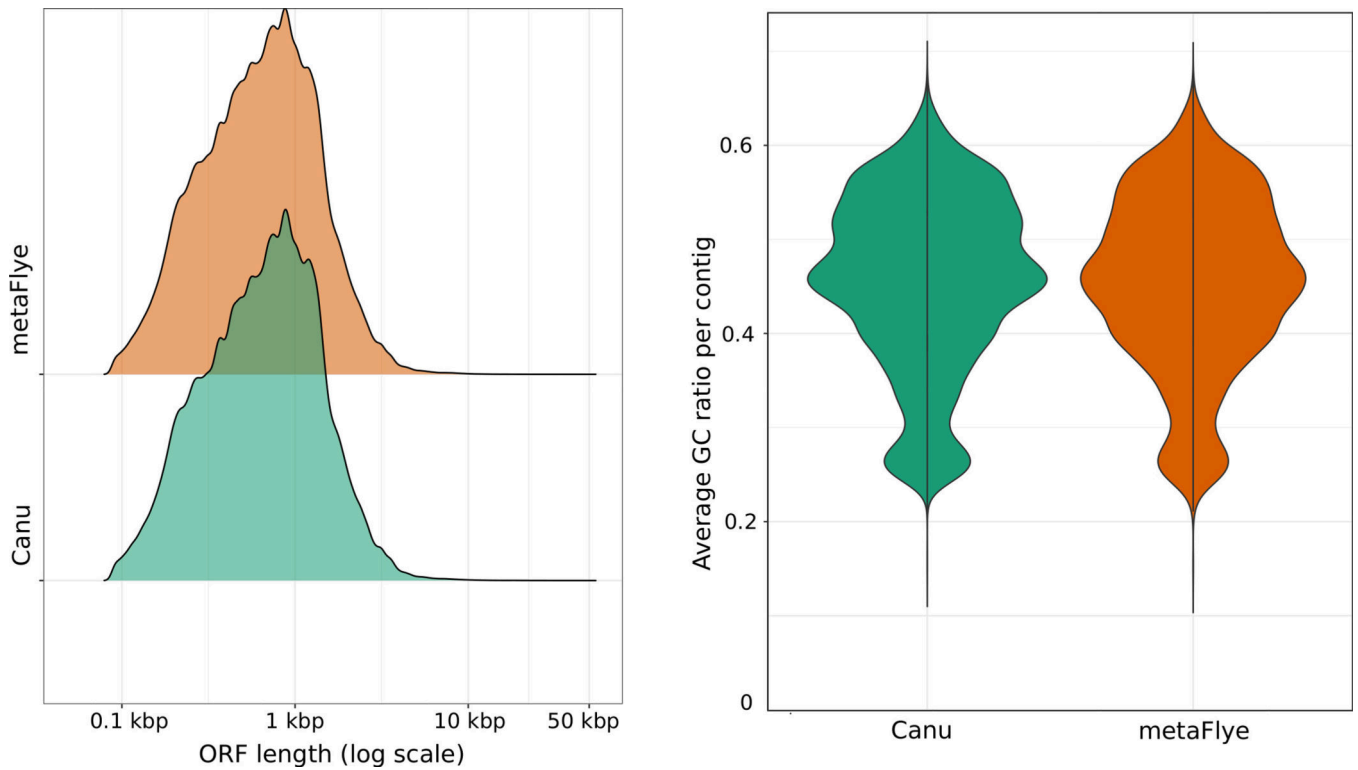 metaFlye
Canu
0.1 kbp 1 kbp 10 kbp 50 kbp
ORF length (log scale)
Average GC ratio per contig
0.6
0.4
0.2
0
Canu metaFlye